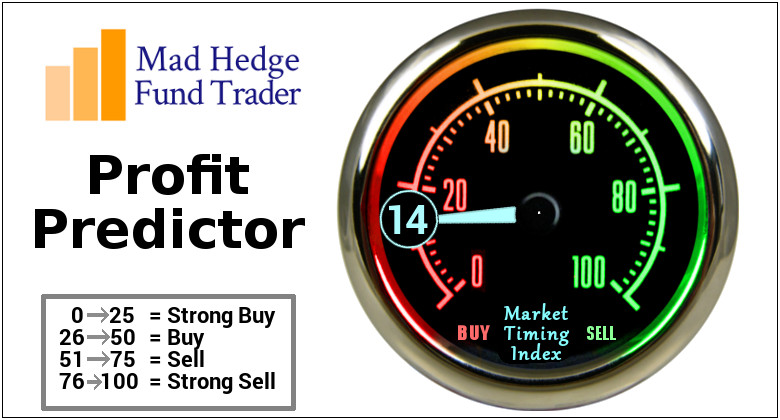 Mad Hedge
Fund Trader
Profit
Predictor
0→25 = Strong Buy
26→50 = Buy
51→75 = Sell
76→100 = Strong Sell
40 60
20 80
14
0 100
Market
BUY Timing SELL
Index